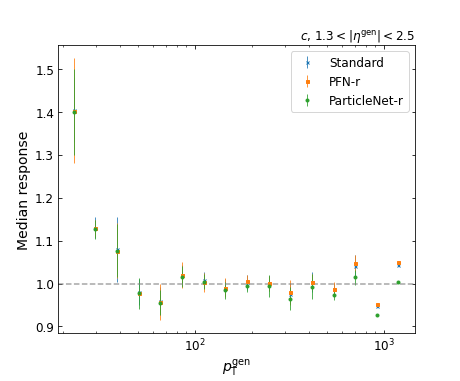 c, 1.3 < |η^gen| < 2.5
Standard
PFN-r
ParticleNet-r
Median response
1.5
1.4
1.3
1.2
1.1
1.0
0.9
10^2
10^3
p_T^gen